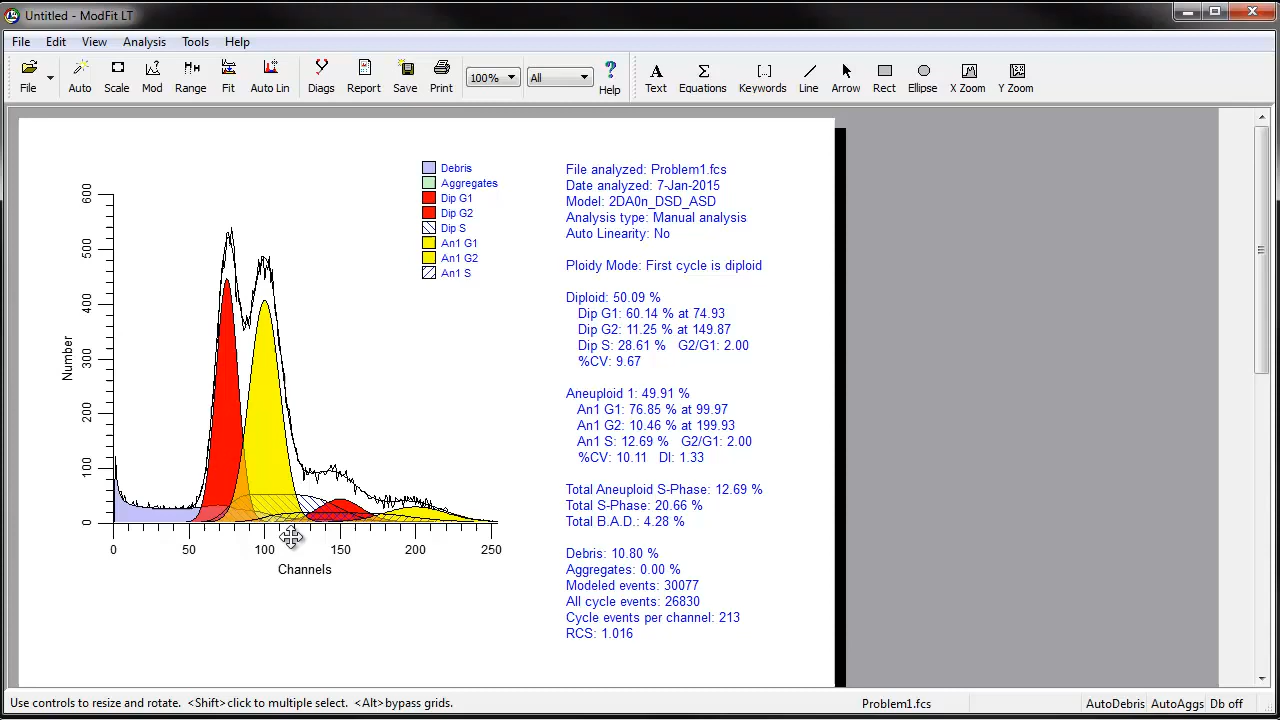 Untitled - ModFit LT
File Edit View Analysis Tools Help
File Auto Scale Mod Range Fit Auto Lin Diags Report Save Print 100% All Help Text Equations Keywords Line Arrow Rect Ellipse X Zoom Y Zoom
Debris
Aggregates
Dip G1
Dip G2
Dip S
An1 G1
An1 G2
An1 S
600
500
400
300
200
100
0
Number
0 50 100 150 200 250
Channels
File analyzed: Problem1.fcs
Date analyzed: 7-Jan-2015
Model: 2DA0n_DSD_ASD
Analysis type: Manual analysis
Auto Linearity: No
Ploidy Mode: First cycle is diploid
Diploid: 50.09 %
Dip G1: 60.14 % at 74.93
Dip G2: 11.25 % at 149.87
Dip S: 28.61 % G2/G1: 2.00
%CV: 9.67
Aneuploid 1: 49.91 %
An1 G1: 76.85 % at 99.97
An1 G2: 10.46 % at 199.93
An1 S: 12.69 % G2/G1: 2.00
%CV: 10.11 DI: 1.33
Total Aneuploid S-Phase: 12.69 %
Total S-Phase: 20.66 %
Total B.A.D.: 4.28 %
Debris: 10.80 %
Aggregates: 0.00 %
Modeled events: 30077
All cycle events: 26830
Cycle events per channel: 213
RCS: 1.016
Use controls to resize and rotate. <Shift>click to multiple select. <Alt>bypass grids. Problem1.fcs AutoDebris AutoAggs Db off